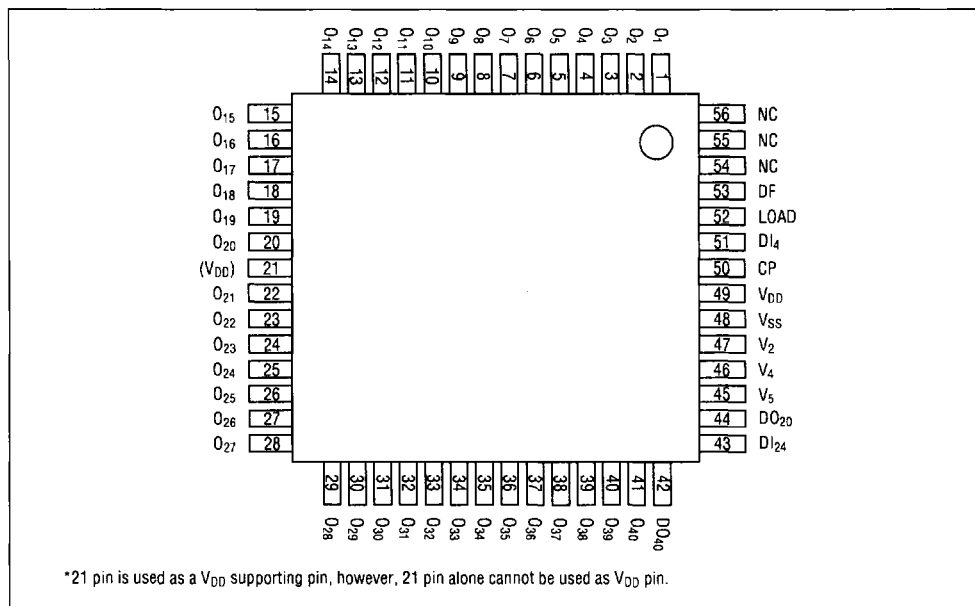 O₁₄ O₁₃ O₁₂ O₁₁ O₁₀ O₉ O₈ O₇ O₆ O₅ O₄ O₃ O₂ O₁
14 13 12 11 10 9 8 7 6 5 4 3 2 1
O₁₅ 15 56 NC
O₁₆ 16 55 NC
O₁₇ 17 54 NC
O₁₈ 18 53 DF
O₁₉ 19 52 LOAD
O₂₀ 20 51 DI₄
(V_DD) 21 50 CP
O₂₁ 22 49 V_DD
O₂₂ 23 48 V_SS
O₂₃ 24 47 V₂
O₂₄ 25 46 V₄
O₂₅ 26 45 V₅
O₂₆ 27 44 DO₂₀
O₂₇ 28 43 DI₂₄
29 30 31 32 33 34 35 36 37 38 39 40 41 42
O₂₈ O₂₉ O₃₀ O₃₁ O₃₂ O₃₃ O₃₄ O₃₅ O₃₆ O₃₇ O₃₈ O₃₉ O₄₀ DO₄₀
*21 pin is used as a V_DD supporting pin, however, 21 pin alone cannot be used as V_DD pin.